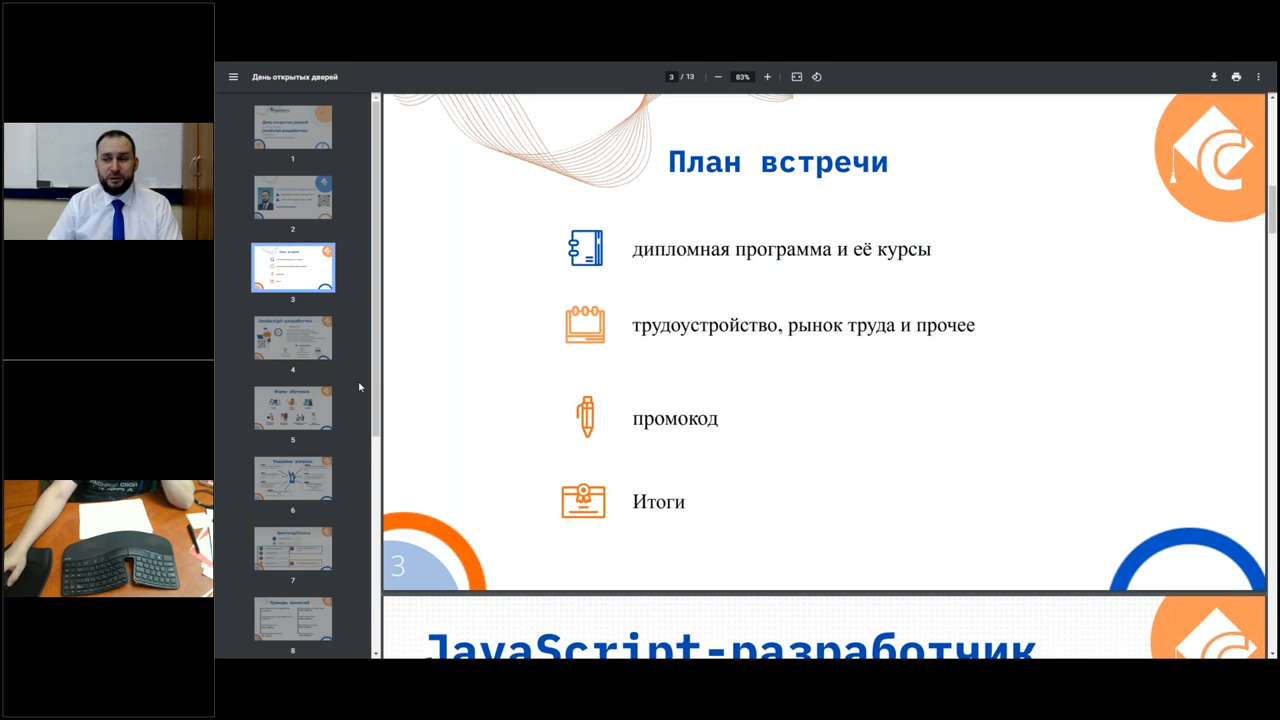 День открытых дверей
3 / 13
83%
1
2
3
4
5
6
7
8
План встречи
дипломная программа и её курсы
трудоустройство, рынок труда и прочее
промокод
Итоги
3
JavaScript-разработчик